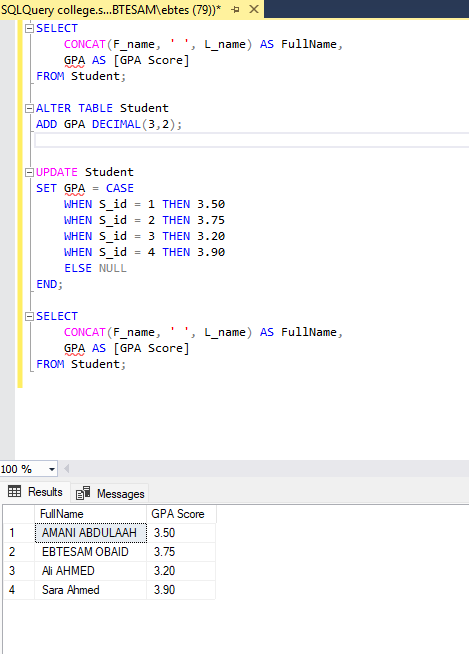 SQLQuery college.s...BTESAM\ebtes (79))*
SELECT
CONCAT(F_name, ' ', L_name) AS FullName,
GPA AS [GPA Score]
FROM Student;
ALTER TABLE Student
ADD GPA DECIMAL(3,2);
UPDATE Student
SET GPA = CASE
WHEN S_id = 1 THEN 3.50
WHEN S_id = 2 THEN 3.75
WHEN S_id = 3 THEN 3.20
WHEN S_id = 4 THEN 3.90
ELSE NULL
END;
SELECT
CONCAT(F_name, ' ', L_name) AS FullName,
GPA AS [GPA Score]
FROM Student;
100 %
Results Messages
FullName GPA Score
1 AMANI ABDULAAH 3.50
2 EBTESAM OBAID 3.75
3 Ali AHMED 3.20
4 Sara Ahmed 3.90